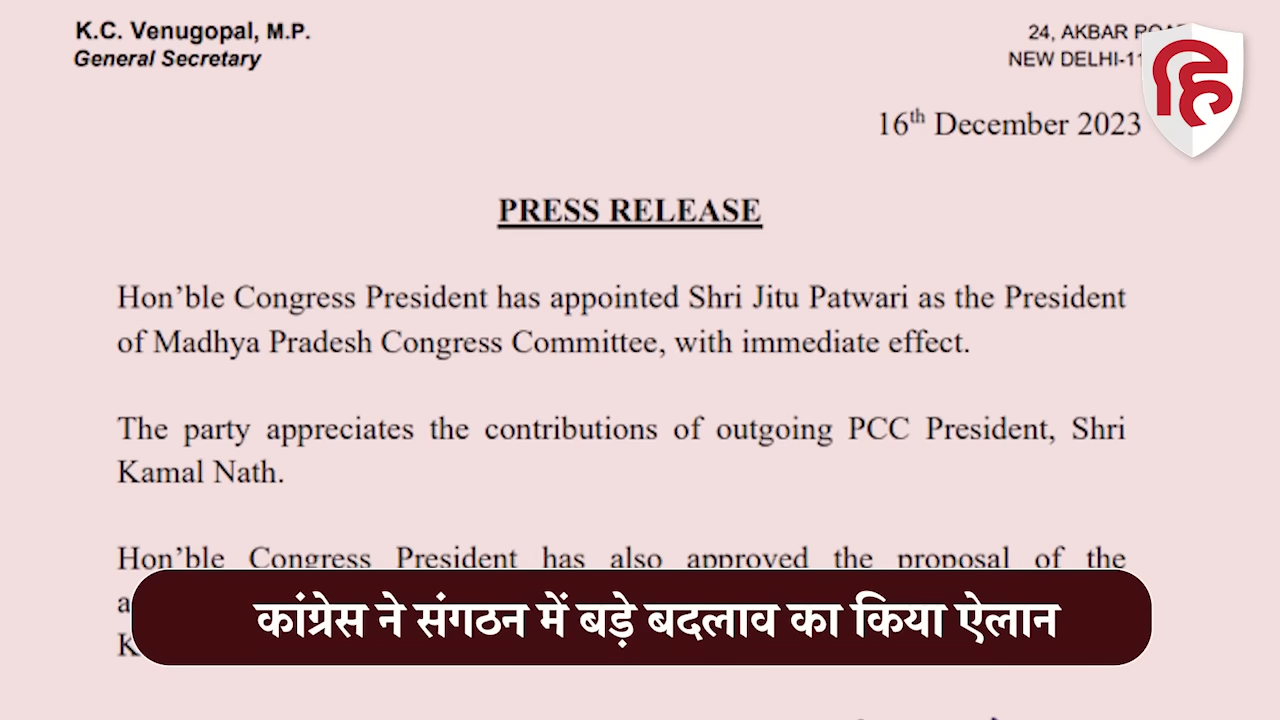 K.C. Venugopal, M.P.
General Secretary
24, AKBAR ROAD
NEW DELHI-11
हि
16th December 2023
PRESS RELEASE
Hon’ble Congress President has appointed Shri Jitu Patwari as the President
of Madhya Pradesh Congress Committee, with immediate effect.
The party appreciates the contributions of outgoing PCC President, Shri
Kamal Nath.
Hon’ble Congress President has also approved the proposal of the
कांग्रेस ने संगठन में बड़े बदलाव का किया ऐलान